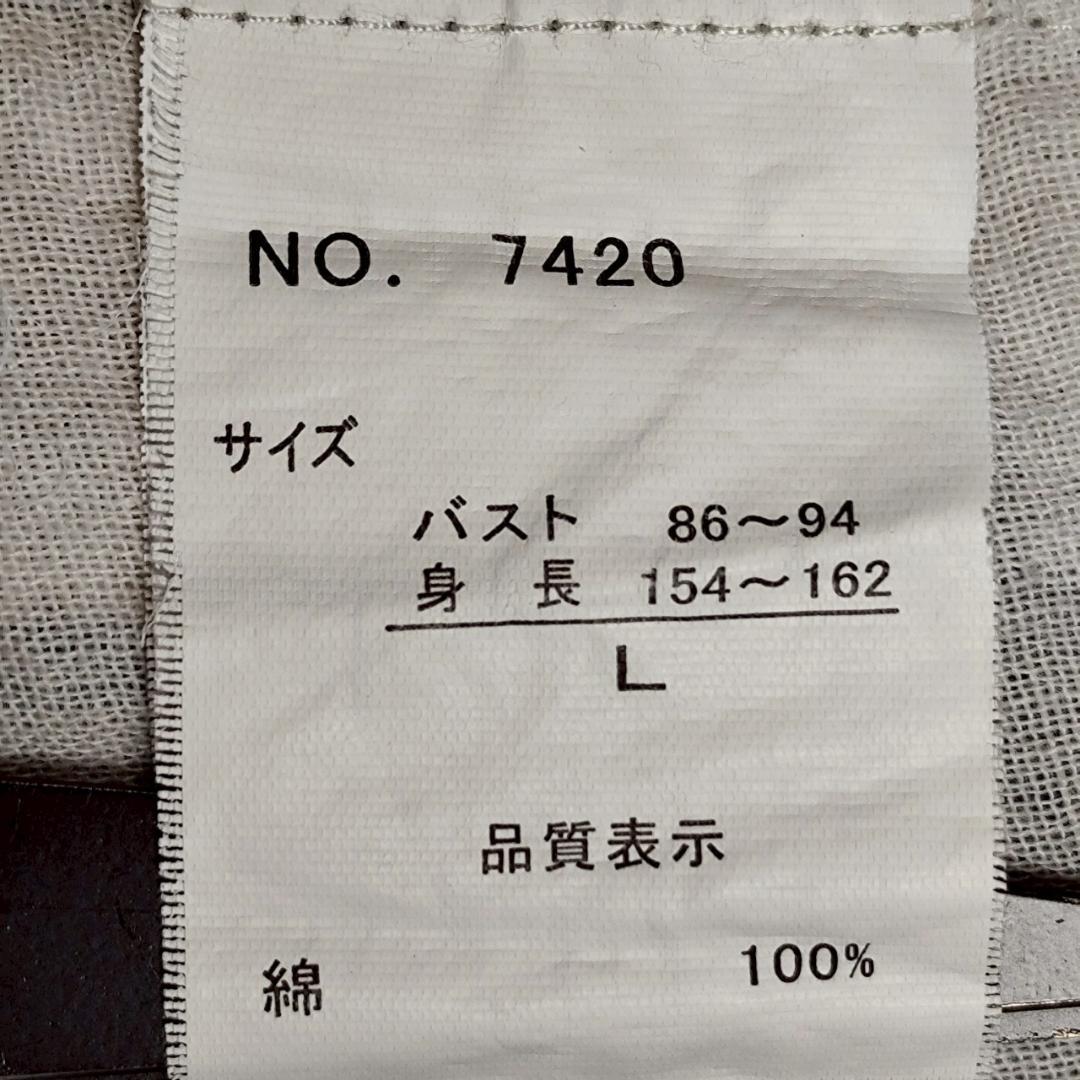 NO. 7420
サイズ
バスト 86〜94
身長 154〜162
L
品質表示
綿 100%